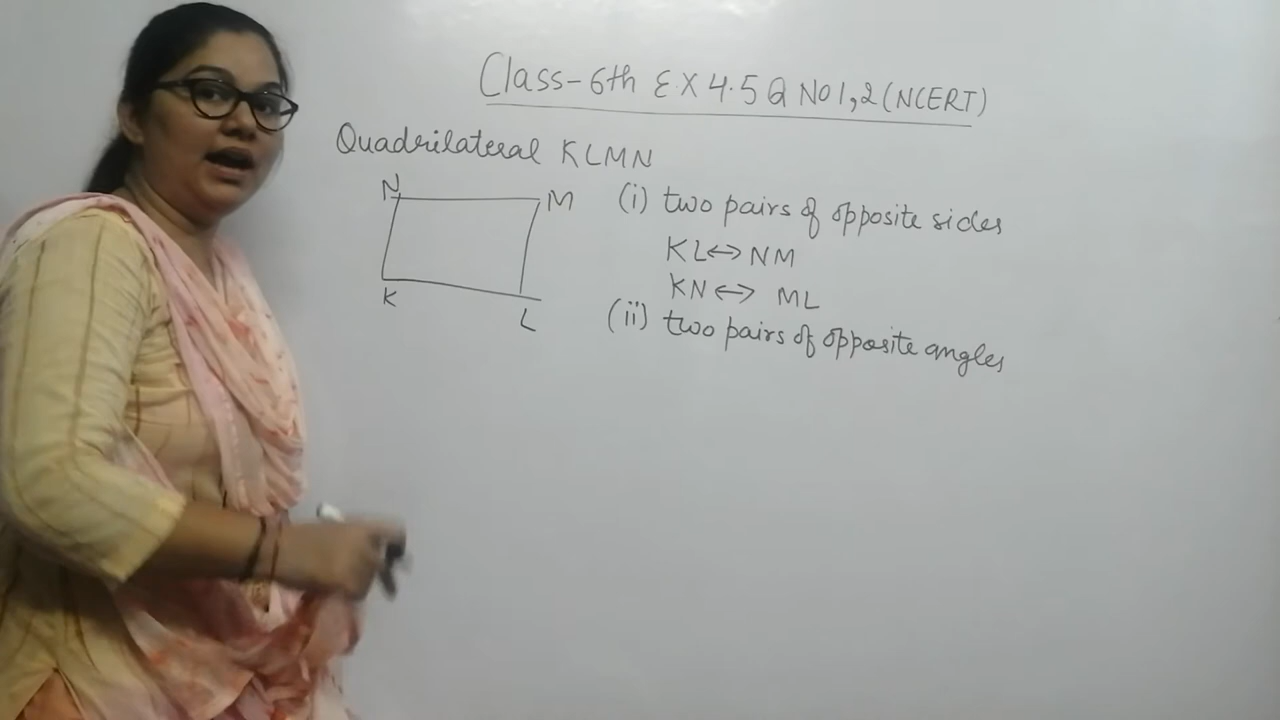 Class-6th EX 4.5 Q No 1,2 (NCERT)
Quadrilateral KLMN
N
M
K
L
(i) two pairs of opposite sides
KL↔NM
KN↔ML
(ii) two pairs of opposite angles